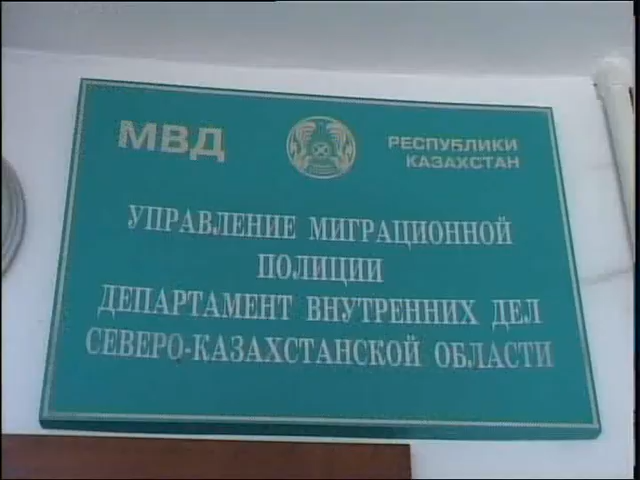 МВД
РЕСПУБЛИКИ
КАЗАХСТАН
УПРАВЛЕНИЕ МИГРАЦИОННОЙ
ПОЛИЦИИ
ДЕПАРТАМЕНТ ВНУТРЕННИХ ДЕЛ
СЕВЕРО-КАЗАХСТАНСКОЙ ОБЛАСТИ